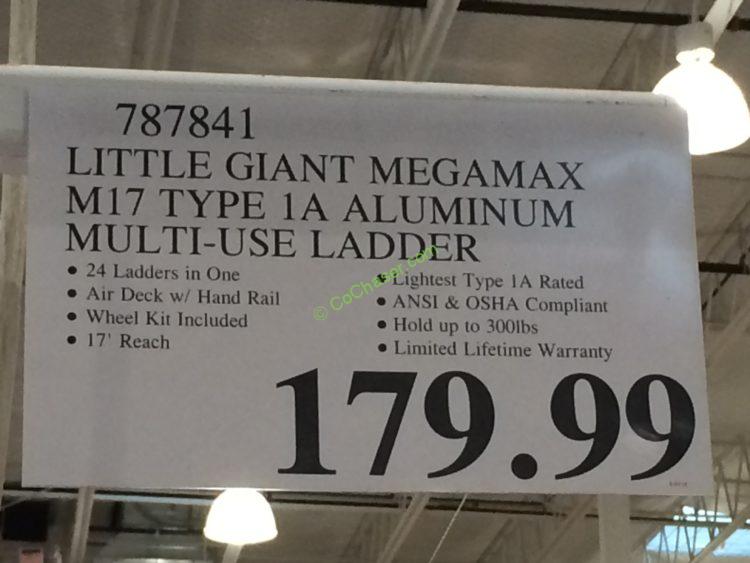 787841
LITTLE GIANT MEGAMAX
M17 TYPE 1A ALUMINUM
MULTI-USE LADDER
• 24 Ladders in One
• Air Deck w/ Hand Rail
• Wheel Kit Included
• 17' Reach
• Lightest Type 1A Rated
• ANSI & OSHA Compliant
• Hold up to 300lbs
• Limited Lifetime Warranty
179.99
© CoChaser.com